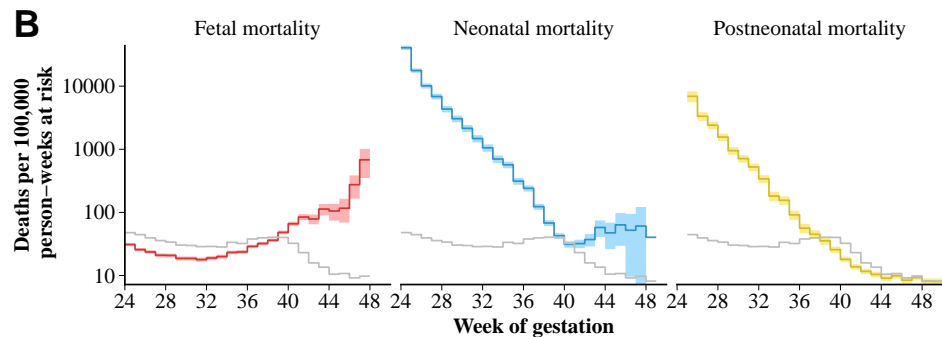 B
Fetal mortality
Neonatal mortality
Postneonatal mortality
Deaths per 100,000
person−weeks at risk
10000
1000
100
10
24 28 32 36 40 44 48
24 28 32 36 40 44 48
24 28 32 36 40 44 48
Week of gestation